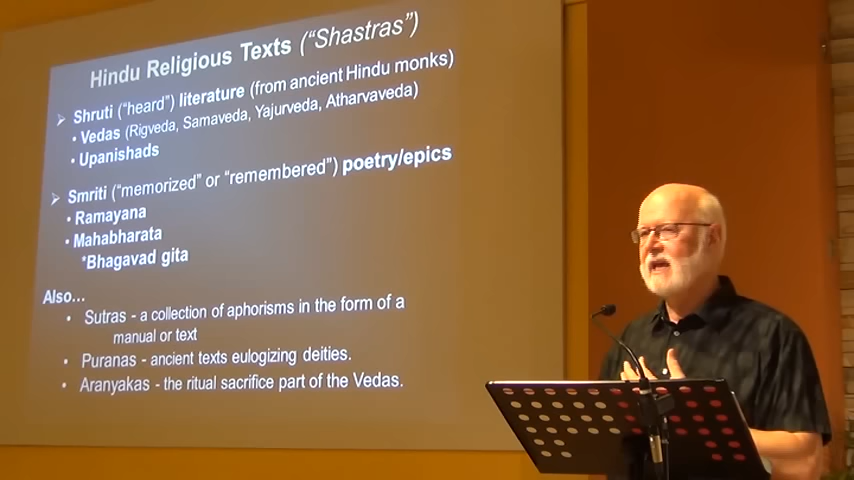 Hindu Religious Texts (“Shastras”)
➢ Shruti (“heard”) literature (from ancient Hindu monks)
• Vedas (Rigveda, Samaveda, Yajurveda, Atharvaveda)
• Upanishads
➢ Smriti (“memorized” or “remembered”) poetry/epics
• Ramayana
• Mahabharata
*Bhagavad gita
Also...
• Sutras - a collection of aphorisms in the form of a
manual or text
• Puranas - ancient texts eulogizing deities.
• Aranyakas - the ritual sacrifice part of the Vedas.